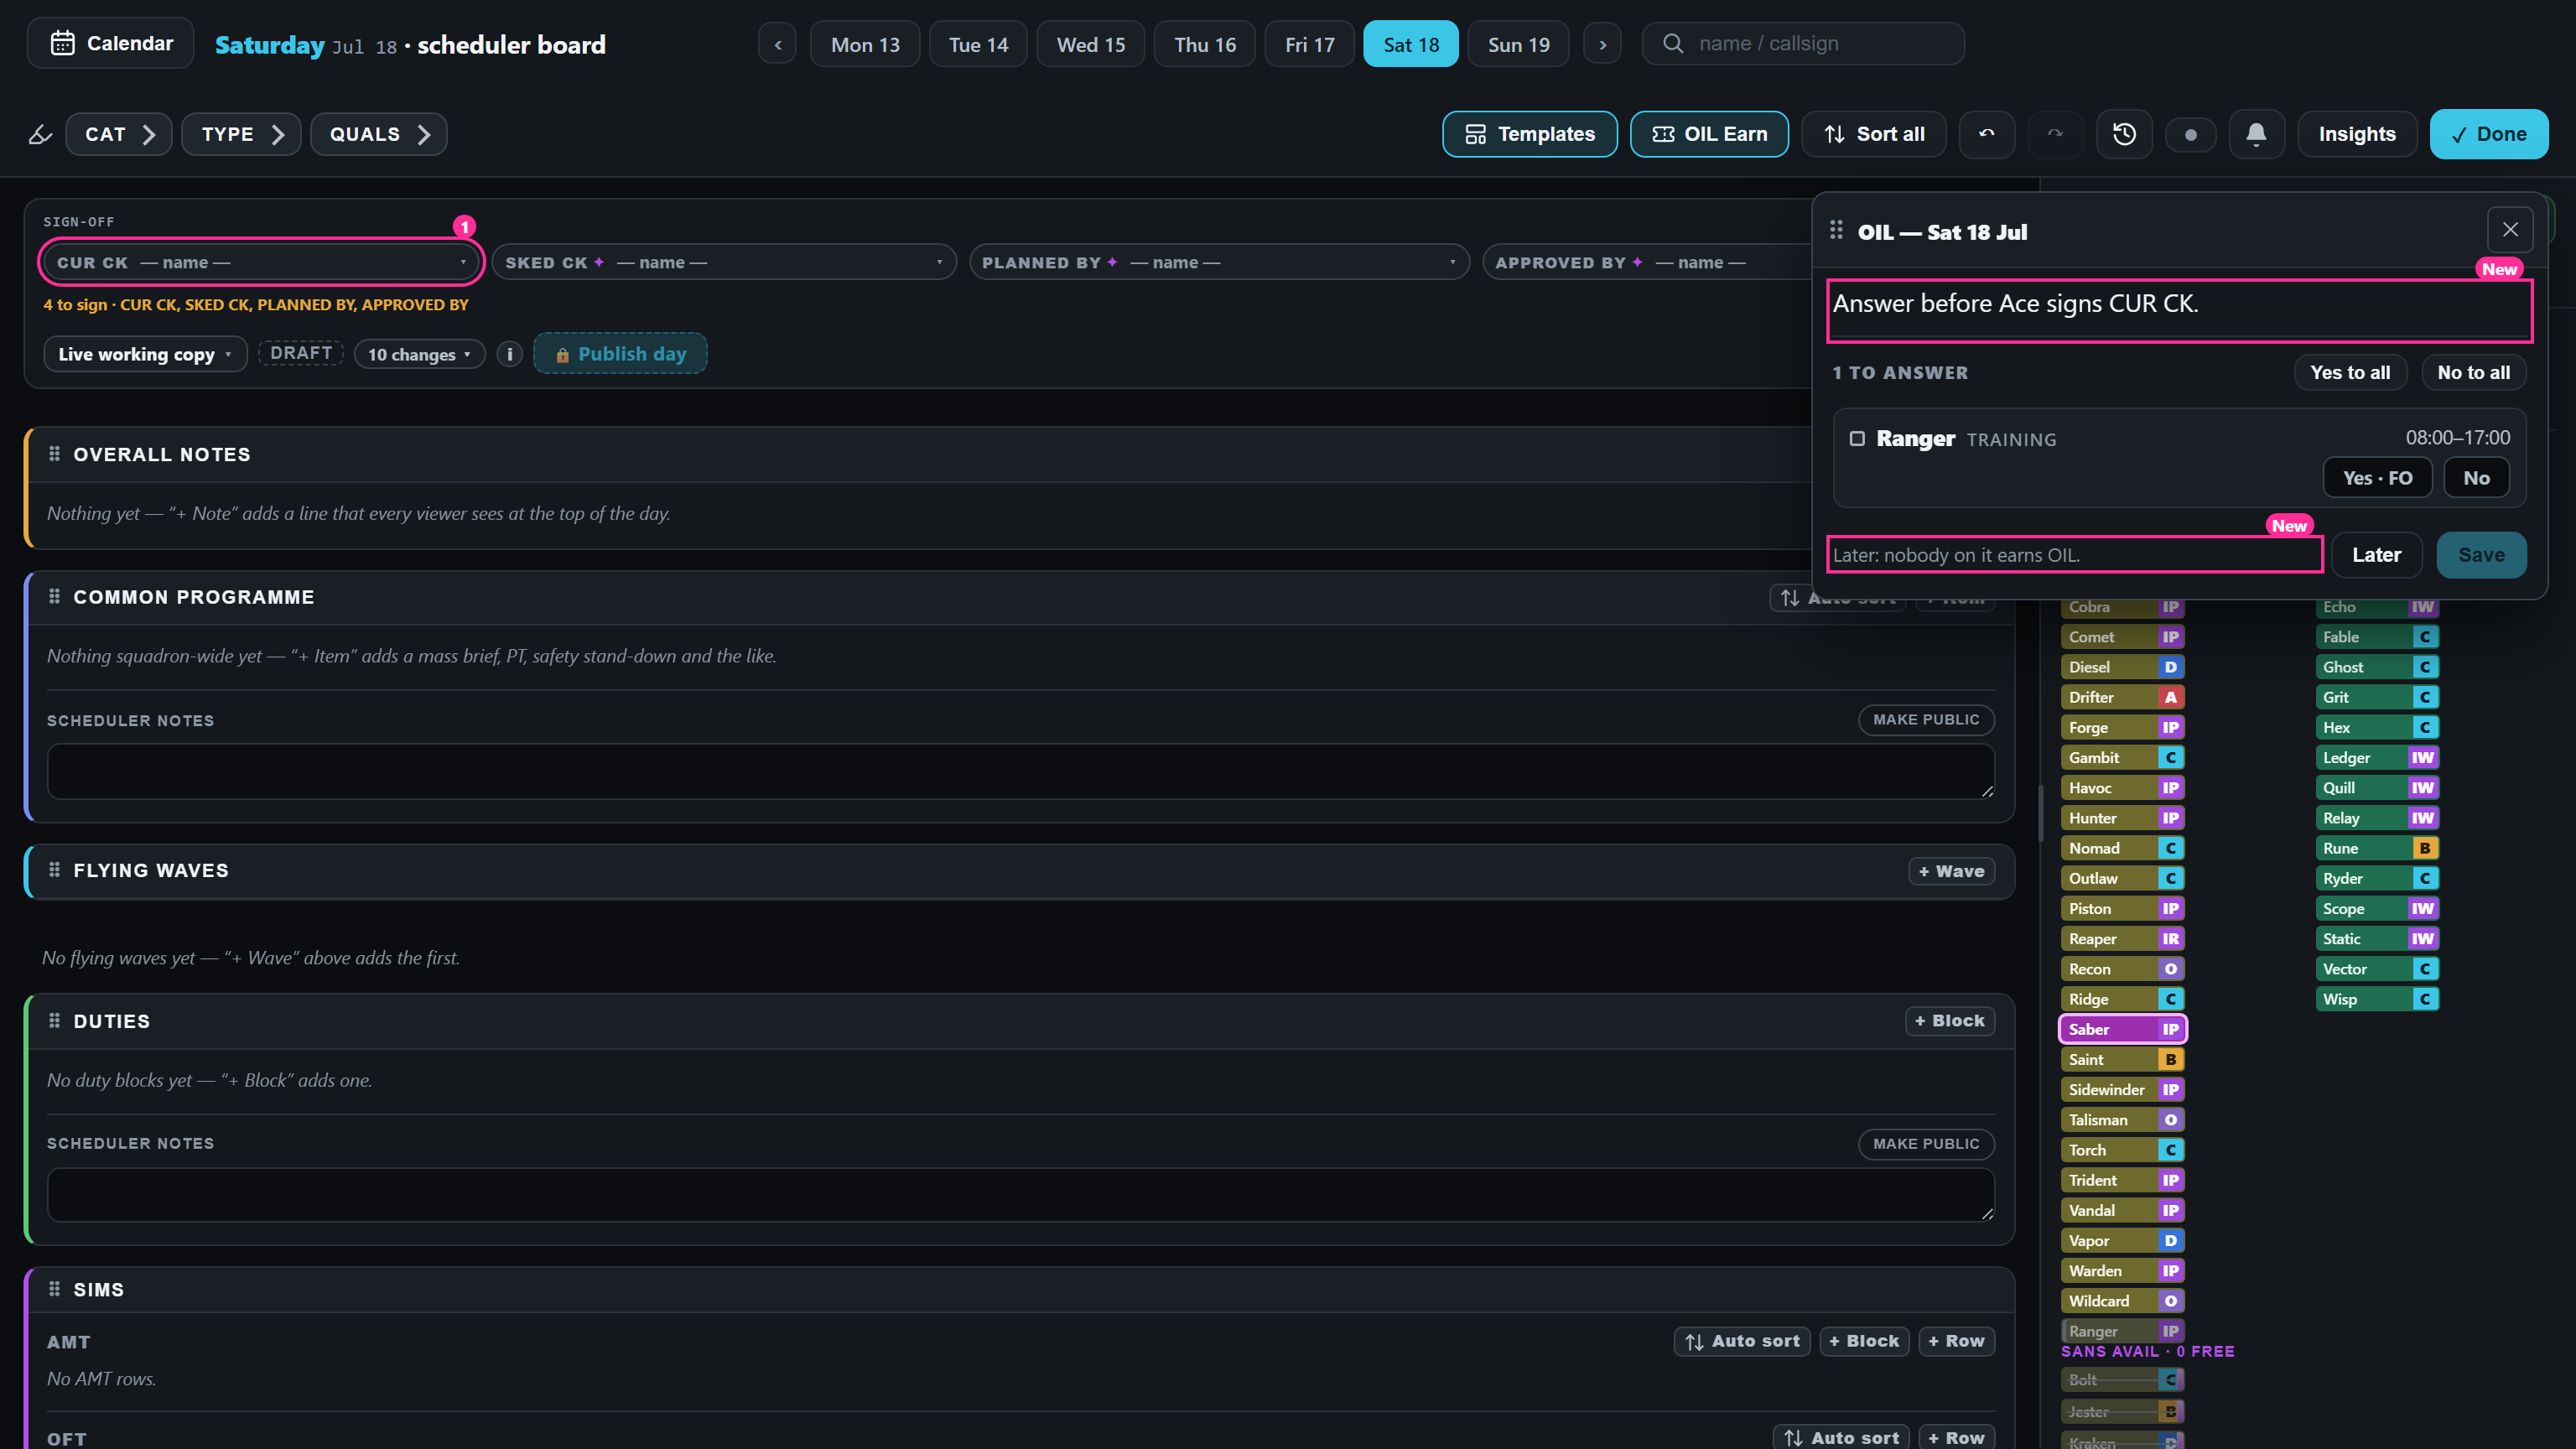 Calendar
Saturday Jul 18 • scheduler board
‹ Mon 13 Tue 14 Wed 15 Thu 16 Fri 17 Sat 18 Sun 19 ›
name / callsign
CAT TYPE QUALS
Templates OIL Earn Sort all Insights ✓ Done
SIGN-OFF
1
CUR CK — name —
SKED CK ✦ — name —
PLANNED BY ✦ — name —
APPROVED BY ✦ — name —
4 to sign · CUR CK, SKED CK, PLANNED BY, APPROVED BY
Live working copy DRAFT 10 changes i Publish day
OIL — Sat 18 Jul
New
Answer before Ace signs CUR CK.
1 TO ANSWER Yes to all No to all
Ranger TRAINING 08:00–17:00
Yes · FO No
New
Later: nobody on it earns OIL. Later Save
OVERALL NOTES
Nothing yet — “+ Note” adds a line that every viewer sees at the top of the day.
COMMON PROGRAMME Auto sort + Item
Nothing squadron-wide yet — “+ Item” adds a mass brief, PT, safety stand-down and the like.
SCHEDULER NOTES MAKE PUBLIC
FLYING WAVES + Wave
No flying waves yet — “+ Wave” above adds the first.
DUTIES + Block
No duty blocks yet — “+ Block” adds one.
SCHEDULER NOTES MAKE PUBLIC
SIMS
AMT Auto sort + Block + Row
No AMT rows.
OFT Auto sort + Row
Cobra IP
Comet IP
Diesel D
Drifter A
Forge IP
Gambit C
Havoc IP
Hunter IP
Nomad C
Outlaw C
Piston IP
Reaper IR
Recon O
Ridge C
Saber IP
Saint B
Sidewinder IP
Talisman O
Torch C
Trident IP
Vandal IP
Vapor D
Warden IP
Wildcard O
Ranger IP
SANS AVAIL · 0 FREE
Bolt C
Jester B
Kraken D
Echo IW
Fable C
Ghost C
Grit C
Hex C
Ledger IW
Quill IW
Relay IW
Rune B
Ryder C
Scope IW
Static IW
Vector C
Wisp C